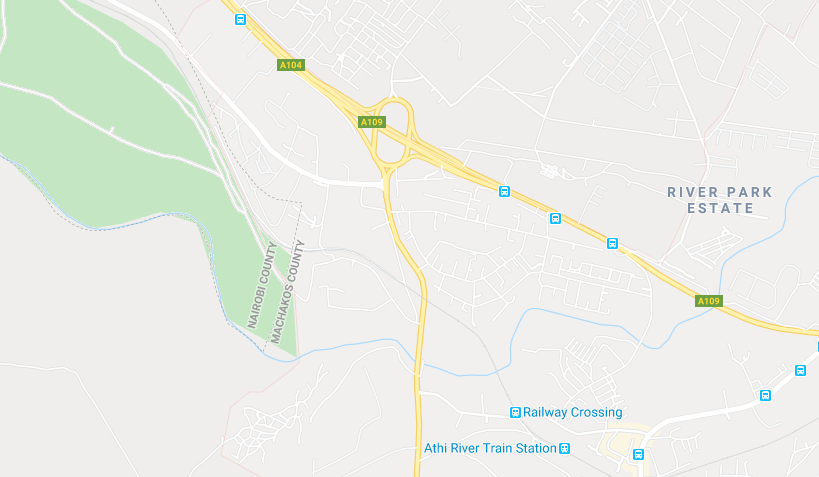 A104
A109
RIVER PARK
ESTATE
NAIROBI COUNTY
MACHAKOS COUNTY
A109
Railway Crossing
Athi River Train Station